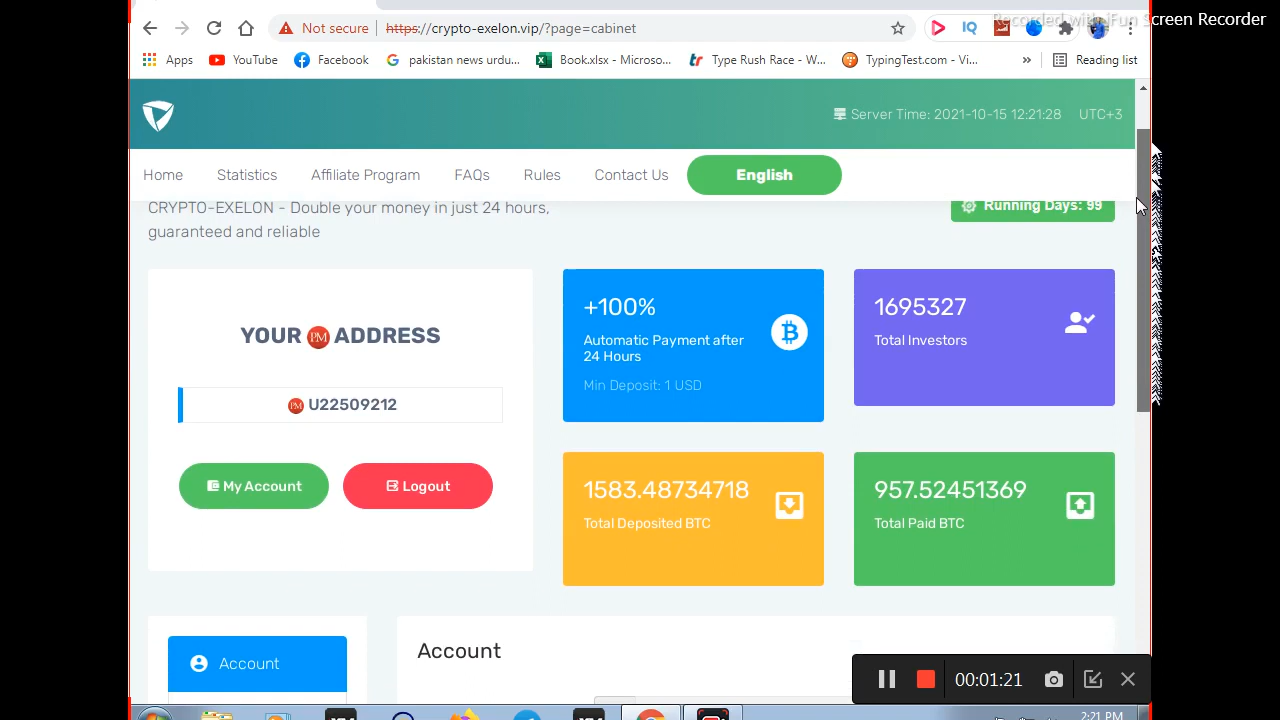 Recorded with iFun Screen Recorder
Not secure
https://crypto-exelon.vip/?page=cabinet
Apps
YouTube
Facebook
pakistan news urdu...
Book.xlsx - Microso...
Type Rush Race - W...
TypingTest.com - Vi...
»
Reading list
Server Time: 2021-10-15 12:21:28 UTC+3
Home
Statistics
Affiliate Program
FAQs
Rules
Contact Us
English
CRYPTO-EXELON - Double your money in just 24 hours,
guaranteed and reliable
Running Days: 99
YOUR PM ADDRESS
PM U22509212
My Account
Logout
+100%
Automatic Payment after
24 Hours
Min Deposit: 1 USD
1695327
Total Investors
1583.48734718
Total Deposited BTC
957.52451369
Total Paid BTC
Account
Account
00:01:21
2:21 PM